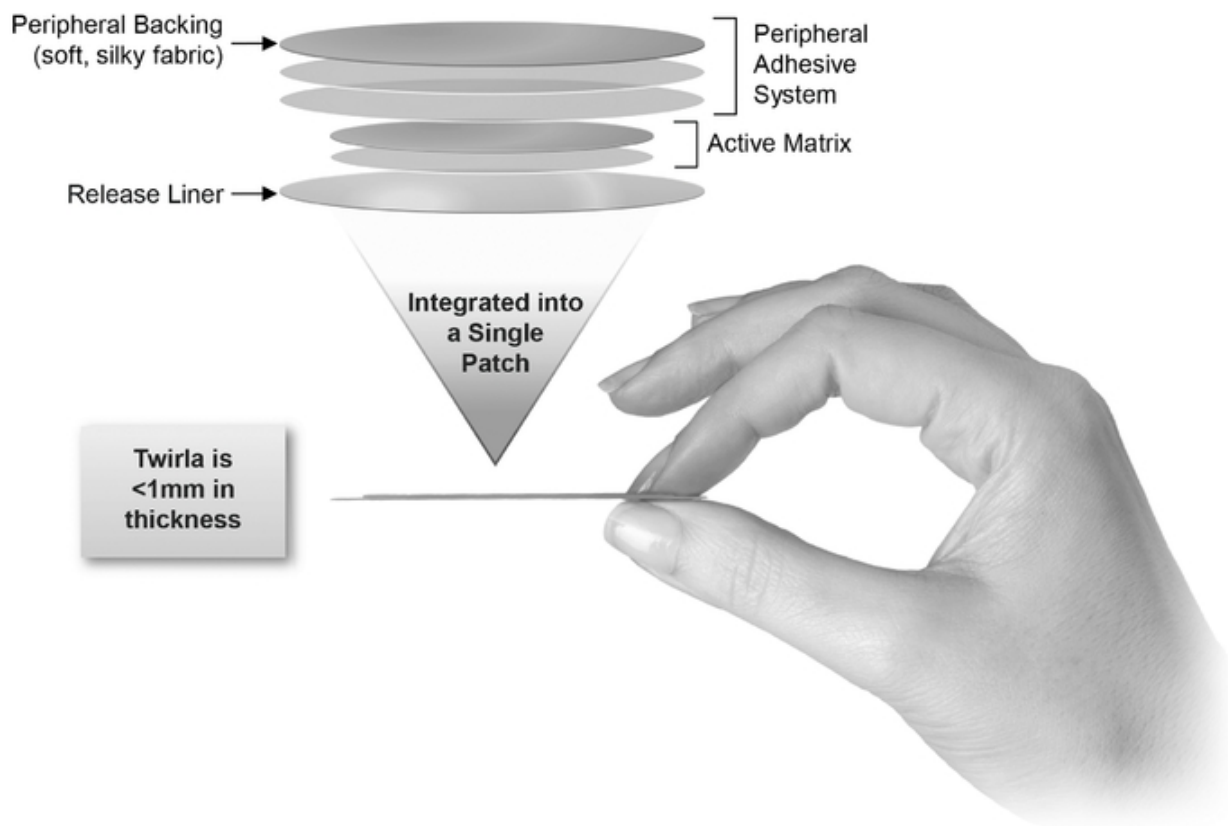 Peripheral Backing
(soft, silky fabric)
Peripheral
Adhesive
System
Active Matrix
Release Liner
Integrated into
a Single
Patch
Twirla is
<1mm in
thickness